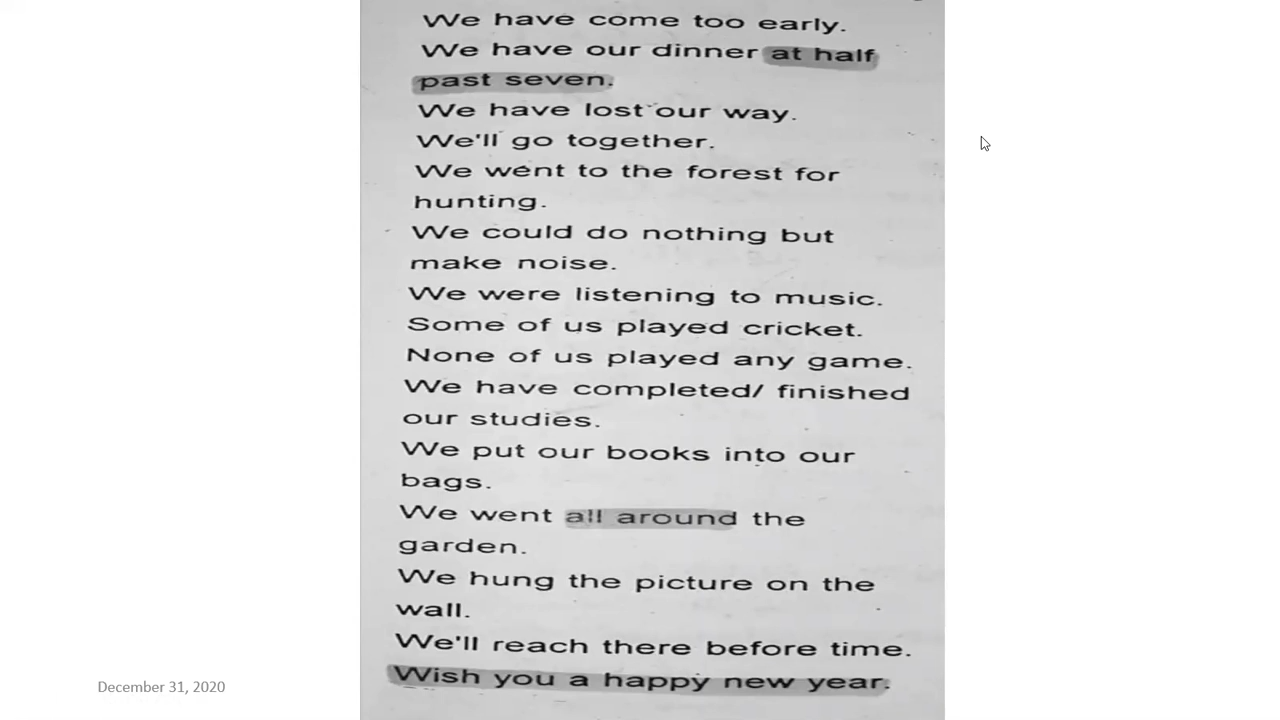 We have come too early.
We have our dinner at half
past seven.
We have lost our way.
We'll go together.
We went to the forest for
hunting.
We could do nothing but
make noise.
We were listening to music.
Some of us played cricket.
None of us played any game.
We have completed/ finished
our studies.
We put our books into our
bags.
We went all around the
garden.
We hung the picture on the
wall.
We'll reach there before time.
Wish you a happy new year.
December 31, 2020